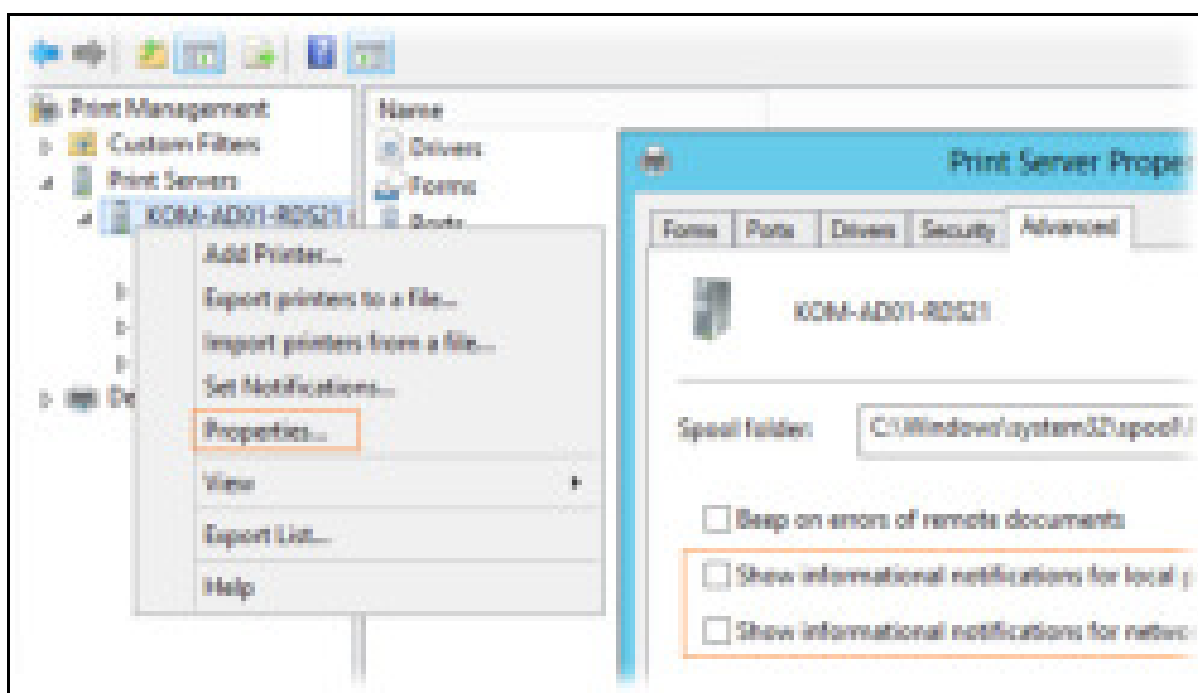 Print Management
Custom Filters
Print Servers
KOM-AD01-RDS21
De
Name
Drivers
Forms
Ports
Add Printer...
Export printers to a file...
Import printers from a file...
Set Notifications...
Properties...
View
Export List...
Help
Print Server Prope
Forms Ports Drivers Security Advanced
KOM-AD01-RDS21
Spool folder: C:\Windows\system32\spool\
Beep on errors of remote documents
Show informational notifications for local p
Show informational notifications for netwo